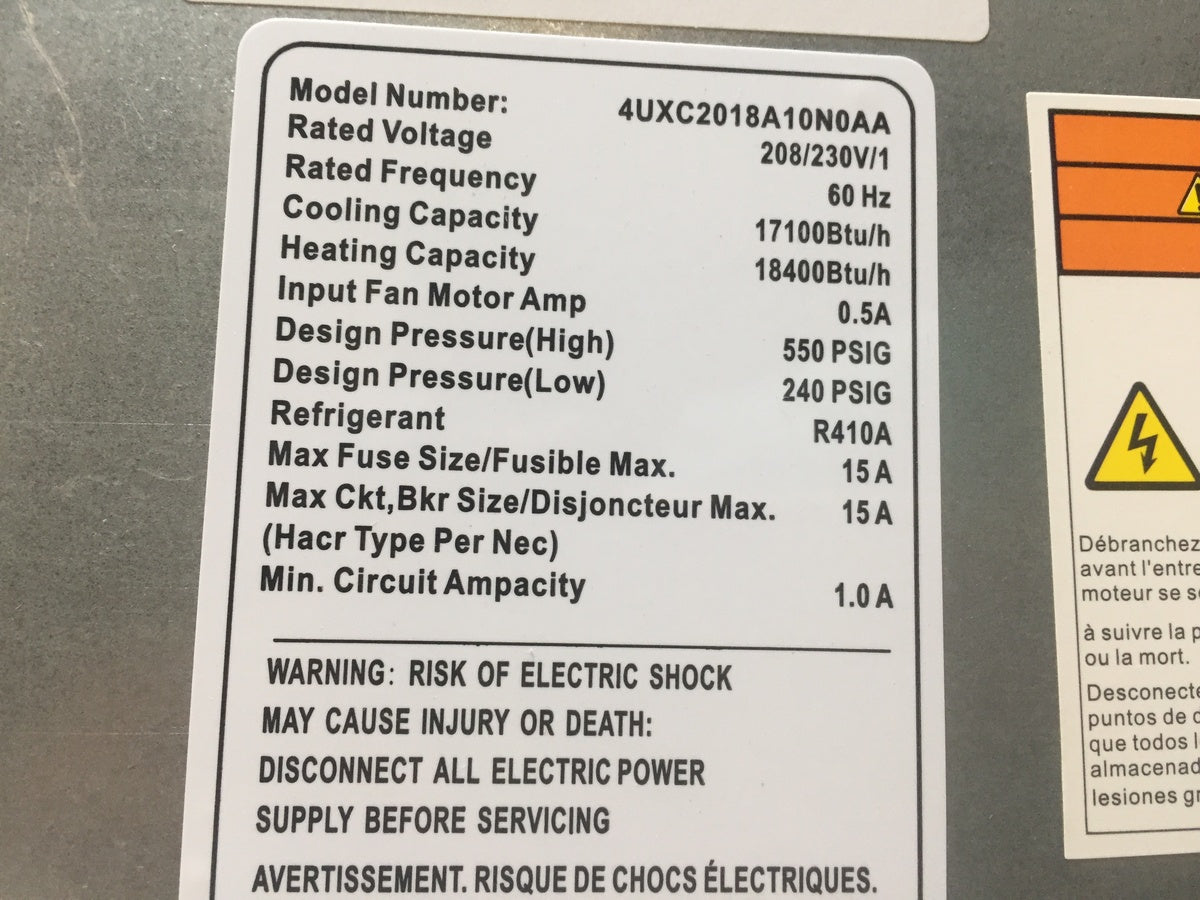 Model Number: 4UXC2018A10N0AA
Rated Voltage 208/230V/1
Rated Frequency 60 Hz
Cooling Capacity 17100Btu/h
Heating Capacity 18400Btu/h
Input Fan Motor Amp 0.5A
Design Pressure(High) 550 PSIG
Design Pressure(Low) 240 PSIG
Refrigerant R410A
Max Fuse Size/Fusible Max. 15 A
Max Ckt,Bkr Size/Disjoncteur Max. 15 A
(Hacr Type Per Nec)
Min. Circuit Ampacity 1.0 A
WARNING: RISK OF ELECTRIC SHOCK
MAY CAUSE INJURY OR DEATH:
DISCONNECT ALL ELECTRIC POWER
SUPPLY BEFORE SERVICING
AVERTISSEMENT. RISQUE DE CHOCS ÉLECTRIQUES.
Débranchez
avant l'entre
moteur se s
à suivre la p
ou la mort.
Desconecte
puntos de
que todos l
almacenad
lesiones gr